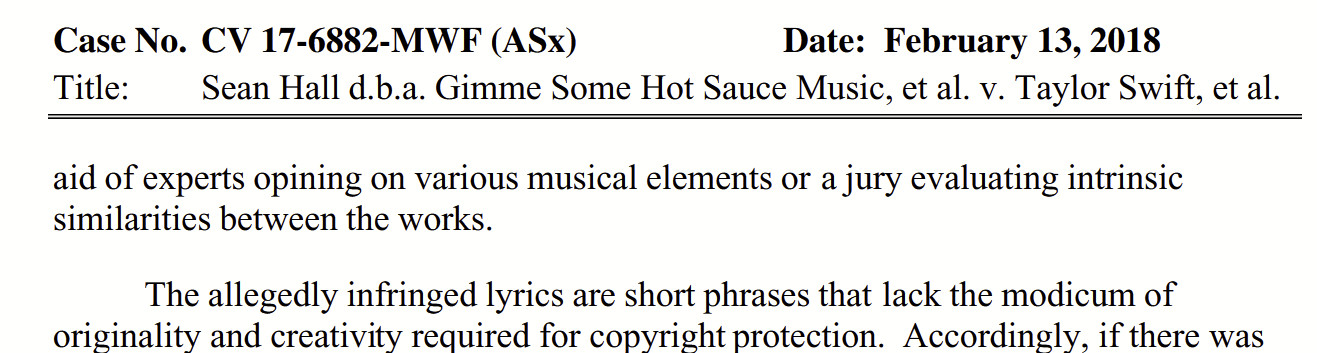 Case No. CV 17-6882-MWF (ASx) Date: February 13, 2018
Title: Sean Hall d.b.a. Gimme Some Hot Sauce Music, et al. v. Taylor Swift, et al.
aid of experts opining on various musical elements or a jury evaluating intrinsic
similarities between the works.
The allegedly infringed lyrics are short phrases that lack the modicum of
originality and creativity required for copyright protection. Accordingly, if there was